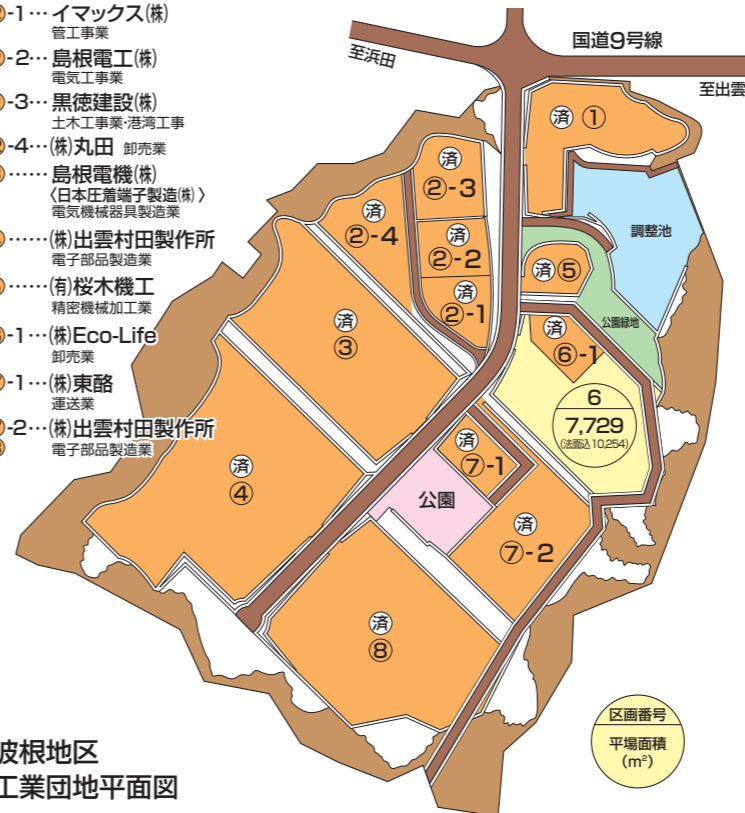 -1…イマックス(株)
管工事業
-2…島根電工(株)
電気工事業
-3…黒徳建設(株)
土木工事業・港湾工事
-4…(株)丸田 卸売業
……島根電機(株)
〈日本圧着端子製造(株)〉
電気機械器具製造業
……(株)出雲村田製作所
電子部品製造業
……(有)桜木機工
精密機械加工業
-1…(株)Eco-Life
卸売業
-1…(株)東酪
運送業
-2…(株)出雲村田製作所
電子部品製造業
国道9号線
至浜田
至出雲
済 ①
済
②-3
済
②-4
済
②-2
済
②-1
調整池
済 ⑤
公園緑地
済
③
済
⑥-1
6
7,729
(法面込10,254)
済
④
済
⑦-1
公園
済
⑦-2
済
⑧
区画番号
平場面積
(m²)
波根地区
工業団地平面図